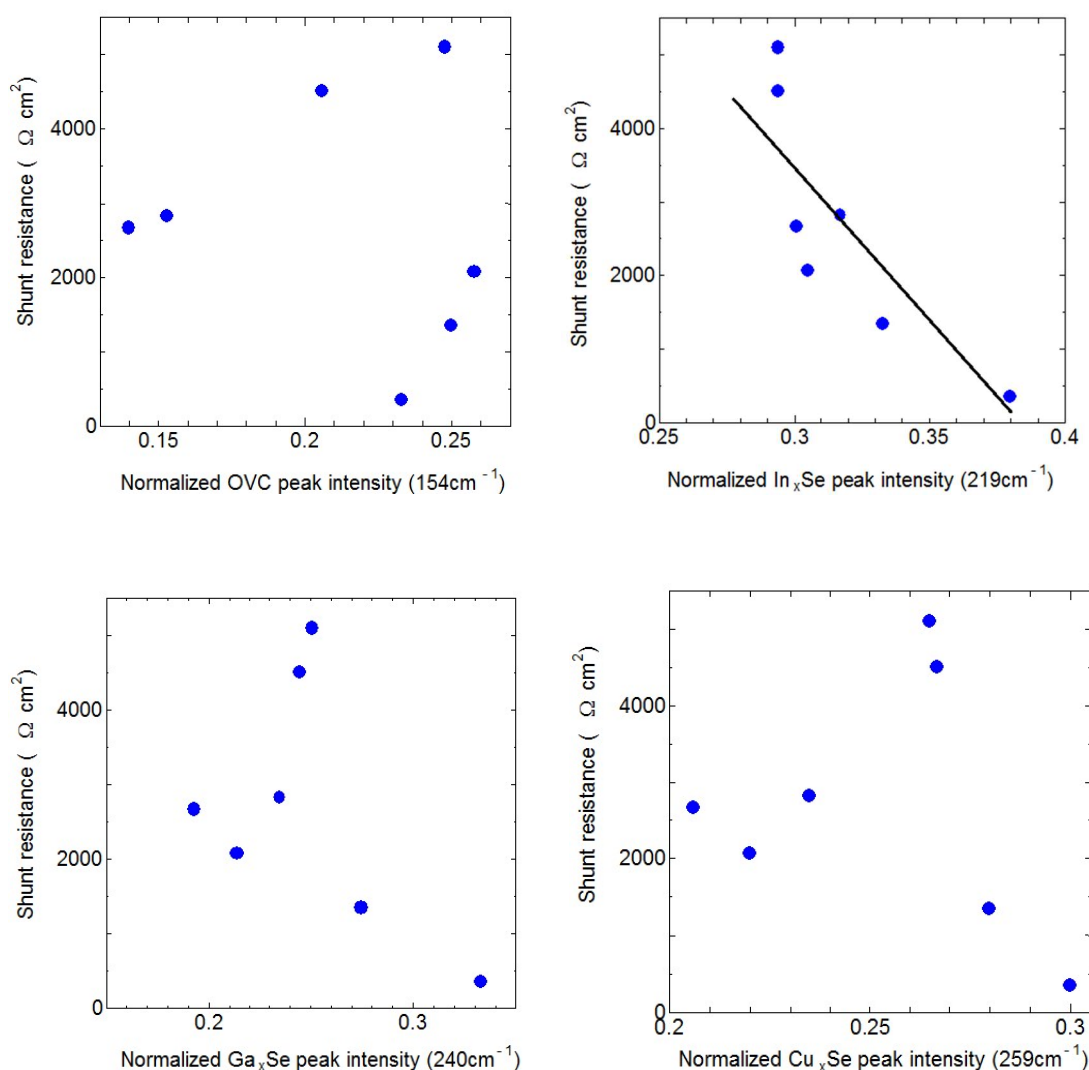 Shunt resistance ( Ω cm²)
4000
2000
0
0.15 0.2 0.25
Normalized OVC peak intensity (154cm⁻¹)
Shunt resistance ( Ω cm²)
4000
2000
0
0.25 0.3 0.35 0.4
Normalized InₓSe peak intensity (219cm⁻¹)
Shunt resistance ( Ω cm²)
4000
2000
0
0.2 0.3
Normalized GaₓSe peak intensity (240cm⁻¹)
Shunt resistance ( Ω cm²)
4000
2000
0
0.2 0.25 0.3
Normalized CuₓSe peak intensity (259cm⁻¹)